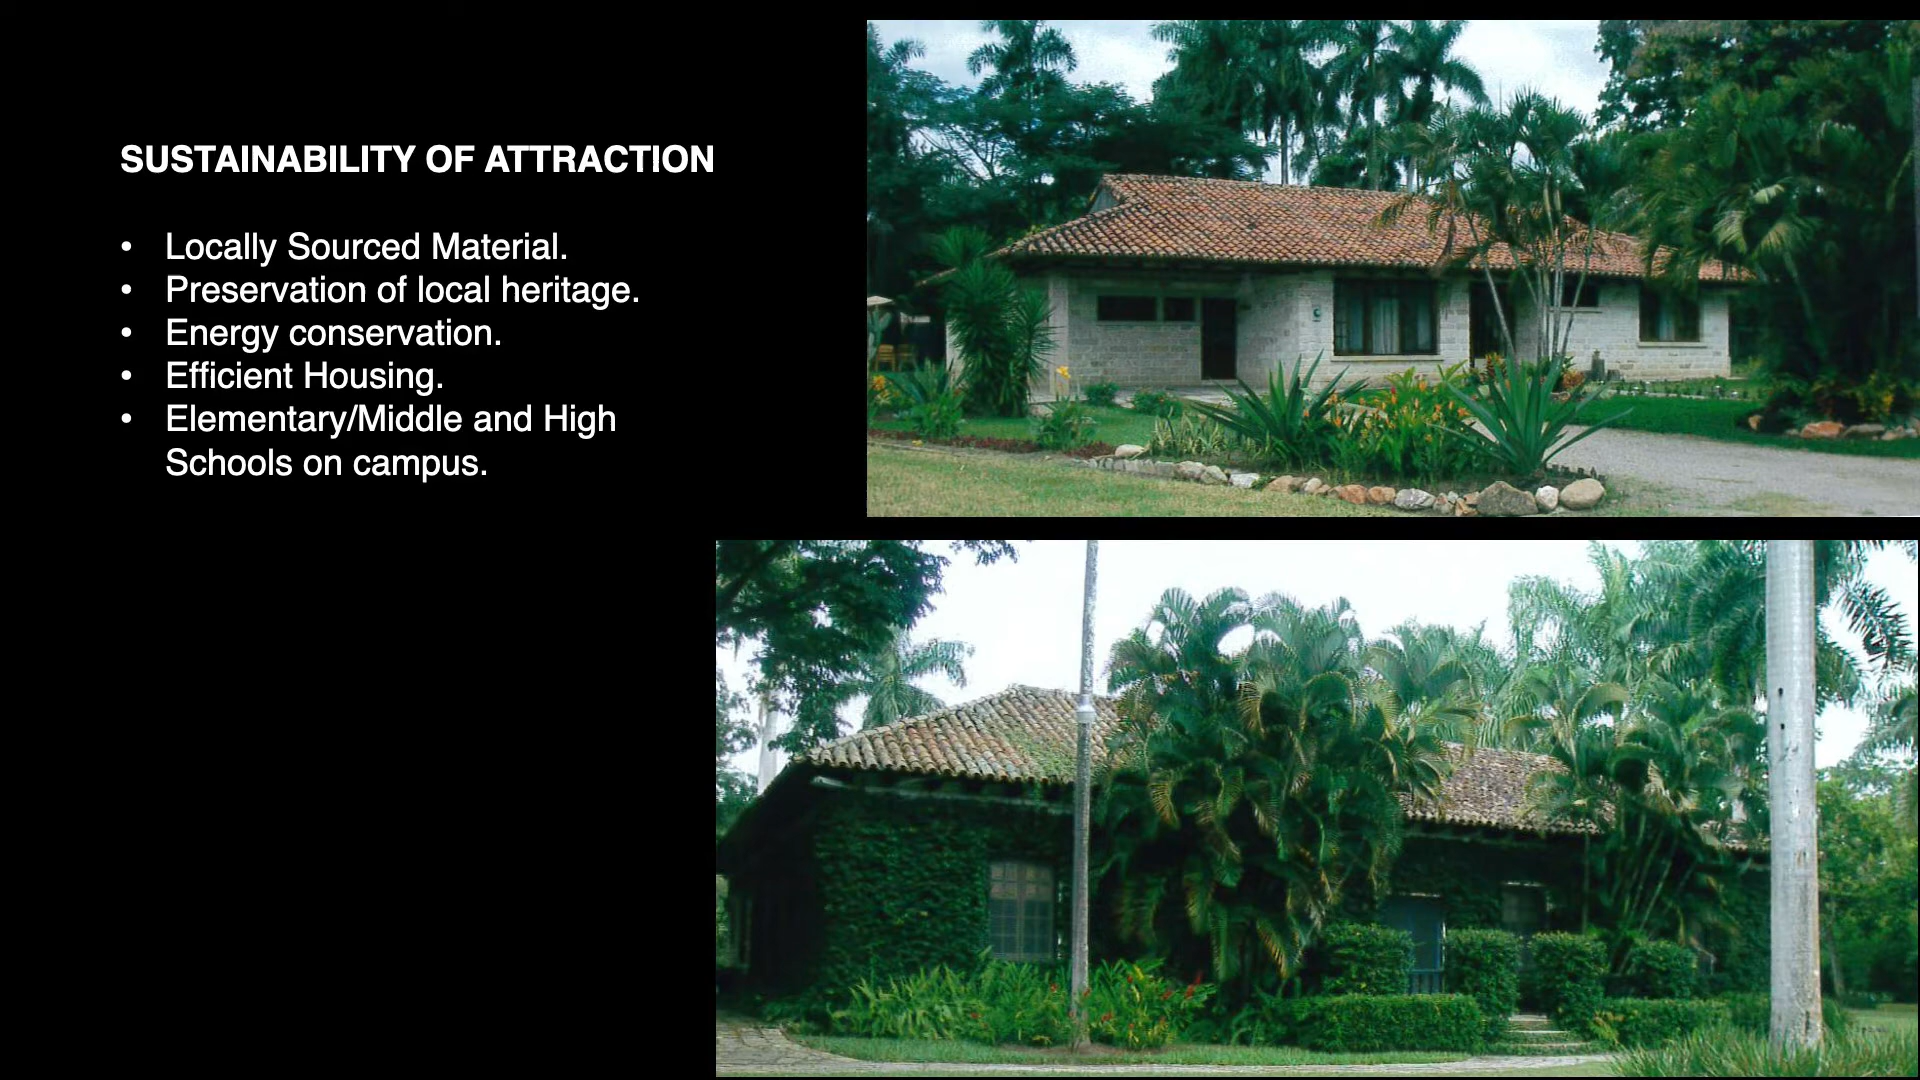 SUSTAINABILITY OF ATTRACTION
• Locally Sourced Material.
• Preservation of local heritage.
• Energy conservation.
• Efficient Housing.
• Elementary/Middle and High
Schools on campus.